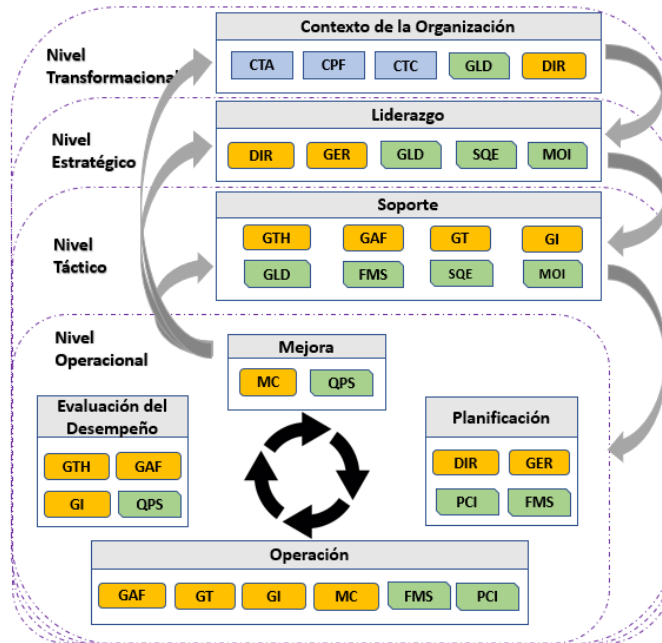 Contexto de la Organización
Nivel
Transformacional
CTA CPF CTC GLD DIR
Liderazgo
Nivel
Estratégico
DIR GER GLD SQE MOI
Soporte
GTH GAF GT GI
Nivel
Táctico
GLD FMS SQE MOI
Nivel
Operacional
Mejora
MC QPS
Evaluación del
Desempeño
GTH GAF
GI QPS
Planificación
DIR GER
PCI FMS
Operación
GAF GT GI MC FMS PCI